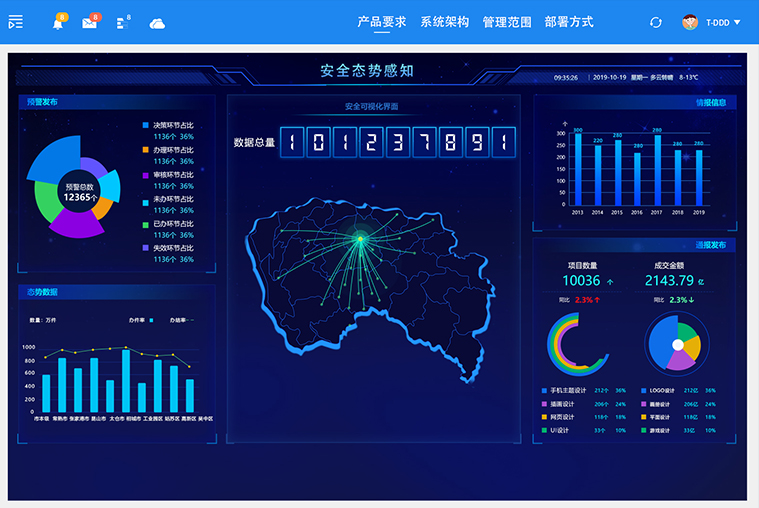 6 8 8
产品要求 系统架构 管理范围 部署方式
T-DDD
安全态势感知
09:35:26 | 2019-10-19 星期一 多云转晴 8-13℃
预警发布
预警总数
12365个
决策环节占比
1136个 36%
办理环节占比
1136个 36%
审核环节占比
1136个 36%
未办环节占比
1136个 36%
已办环节占比
1136个 36%
失效环节占比
1136个 36%
态势数据
数量：万件 办件率 办结率
1000
800
600
400
200
0
市本级 常熟市 张家港市 昆山市 太仓市 相城市 工业园区 姑苏区 高新区 吴中区
安全可视化界面
数据总量 1 0 1 2 3 7 8 9 1
情报信息
个
300
250
200
150
100
50
0
300 220 280 216 290 228 280
2013 2014 2015 2016 2017 2018 2019
通报发布
项目数量 成交金额
10036 个 2143.79 亿
同比 2.3%↑ 同比 2.3%↓
手机主题设计 212个 36%
插画设计 206个 24%
网页设计 118个 18%
UI设计 33个 10%
LOGO设计 212亿 36%
画册设计 206亿 24%
平面设计 118亿 18%
游戏设计 33亿 10%